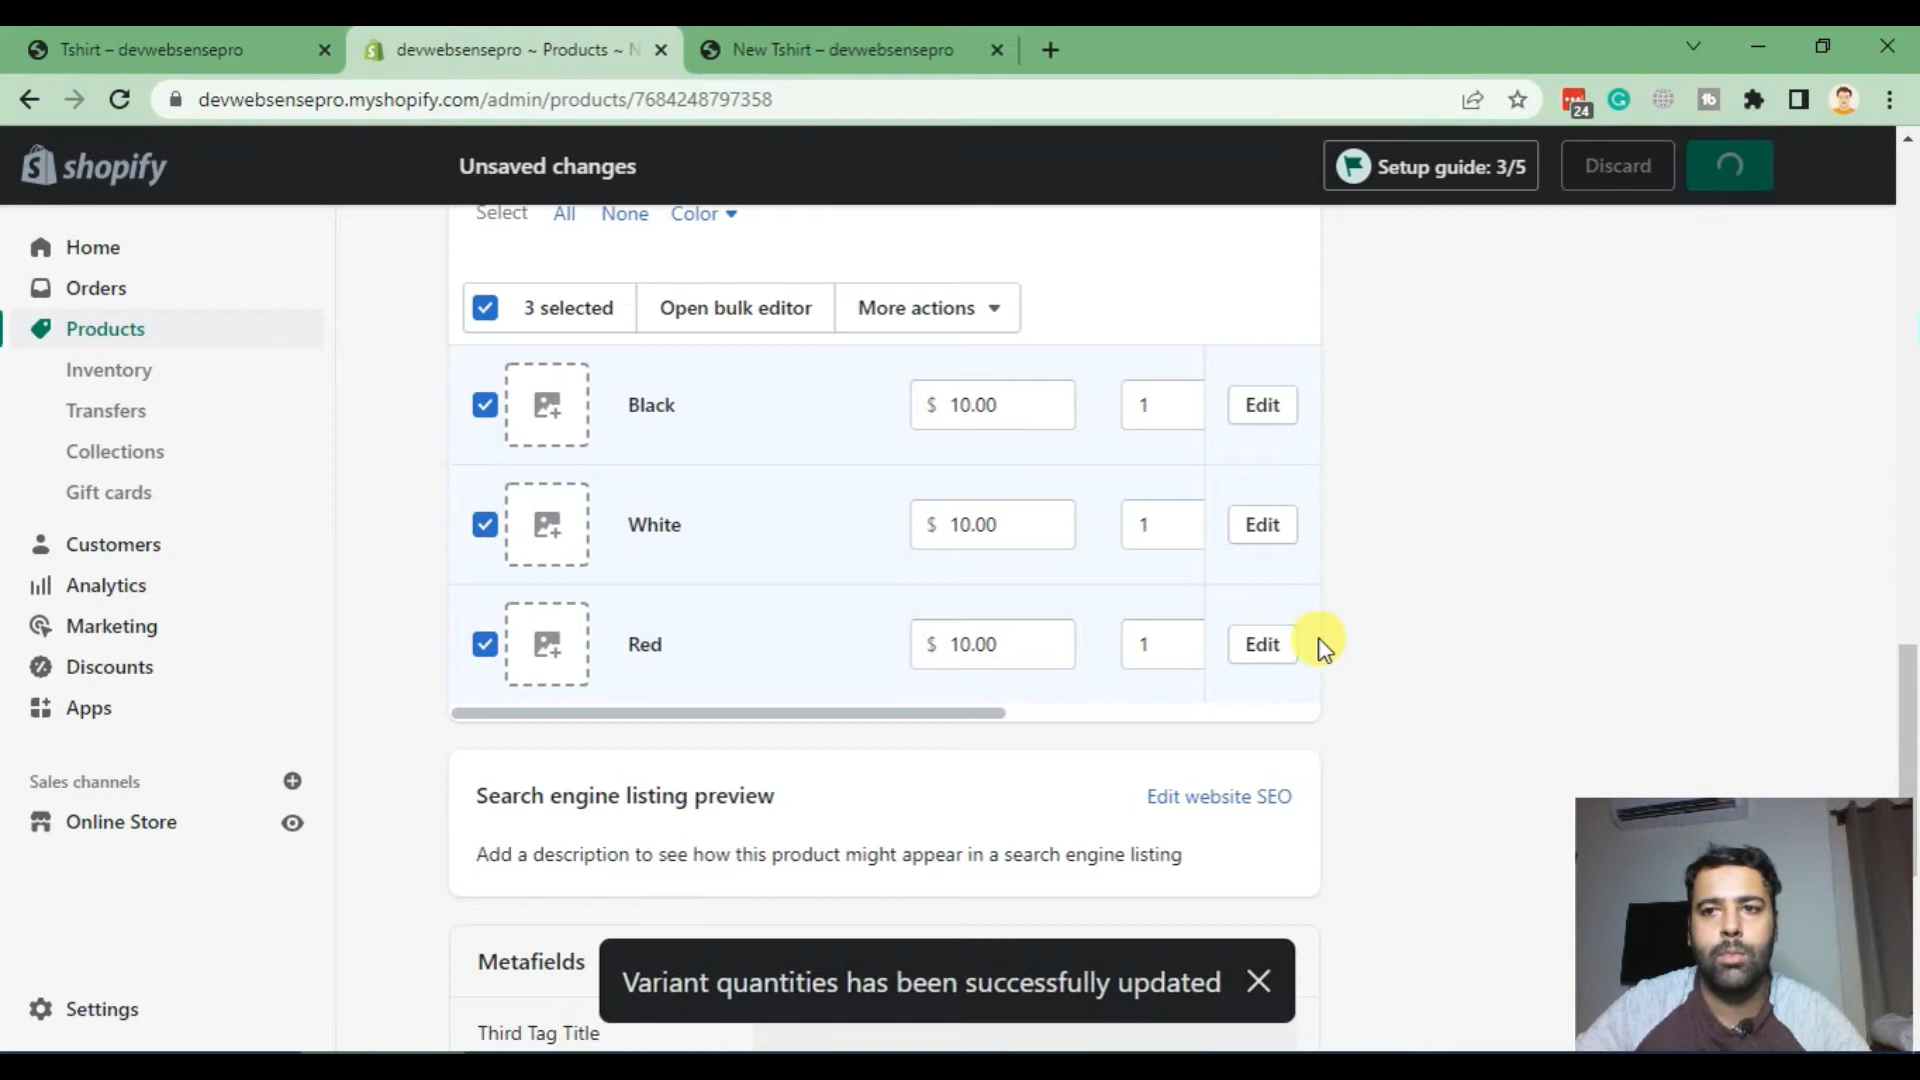 Tshirt – devwebsensepro
devwebsensepro ~ Products ~ N
New Tshirt – devwebsensepro
devwebsensepro.myshopify.com/admin/products/7684248797358
24
shopify
Unsaved changes
Setup guide: 3/5
Discard
Select All None Color
3 selected
Open bulk editor
More actions
Black $ 10.00 1 Edit
White $ 10.00 1 Edit
Red $ 10.00 1 Edit
Home
Orders
Products
Inventory
Transfers
Collections
Gift cards
Customers
Analytics
Marketing
Discounts
Apps
Sales channels
Online Store
Settings
Search engine listing preview
Edit website SEO
Add a description to see how this product might appear in a search engine listing
Metafields
Variant quantities has been successfully updated
Third Tag Title